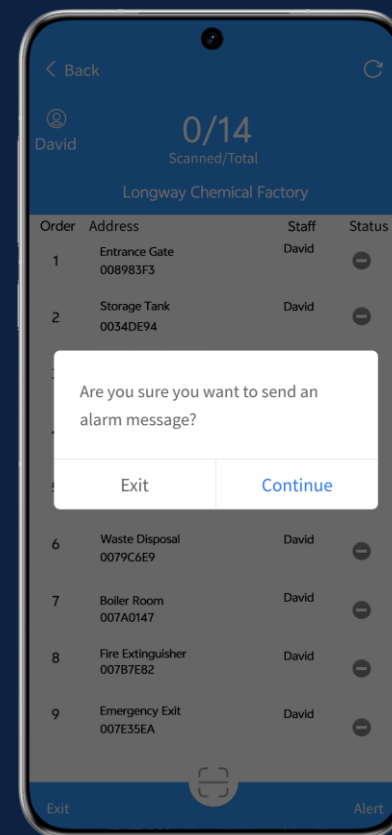 Back
David
0/14
Scanned/Total
Longway Chemical Factory
Order Address Staff Status
1 Entrance Gate David
008983F3
2 Storage Tank David
0034DE94
Are you sure you want to send an
alarm message?
Exit Continue
6 Waste Disposal David
0079C6E9
7 Boiler Room David
007A0147
8 Fire Extinguisher David
007B7E82
9 Emergency Exit David
007E35EA
Exit Alert